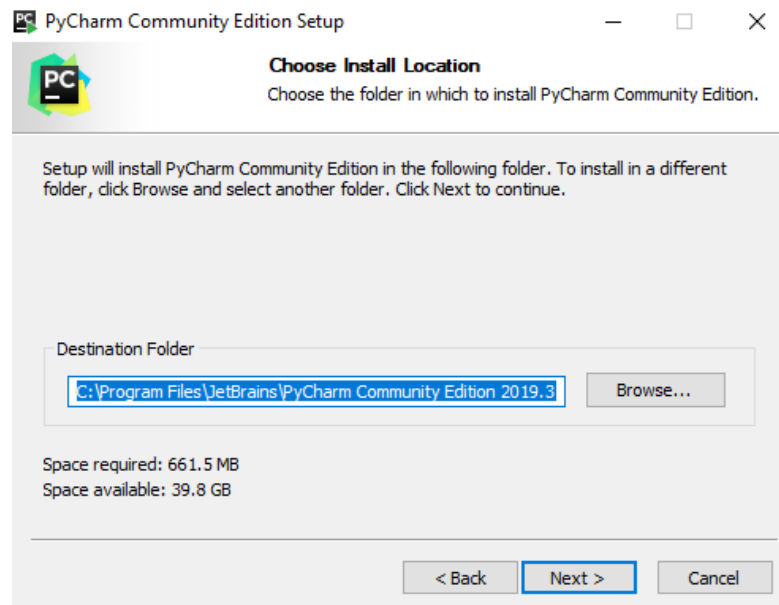 PyCharm Community Edition Setup
PC
Choose Install Location
Choose the folder in which to install PyCharm Community Edition.
Setup will install PyCharm Community Edition in the following folder. To install in a different
folder, click Browse and select another folder. Click Next to continue.
Destination Folder
C:\Program Files\JetBrains\PyCharm Community Edition 2019.3
Browse...
Space required: 661.5 MB
Space available: 39.8 GB
< Back
Next >
Cancel